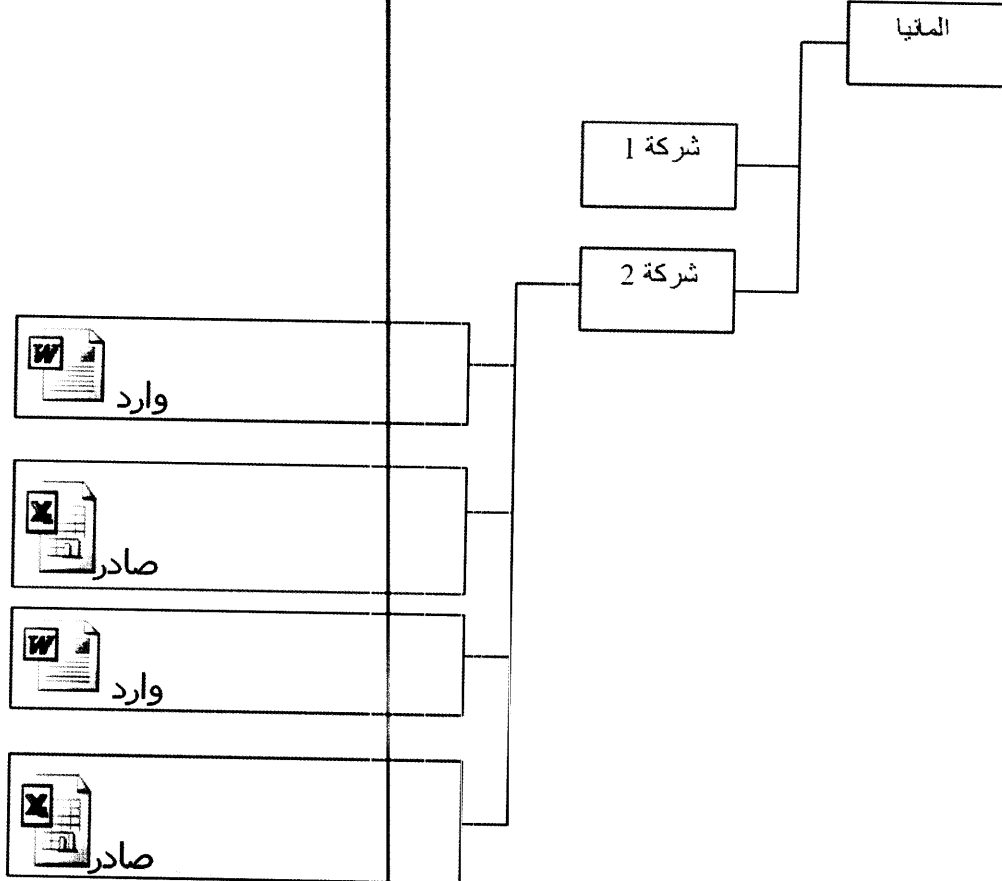 المانيا
شركة 1
شركة 2
وارد
صادر
وارد
صادر